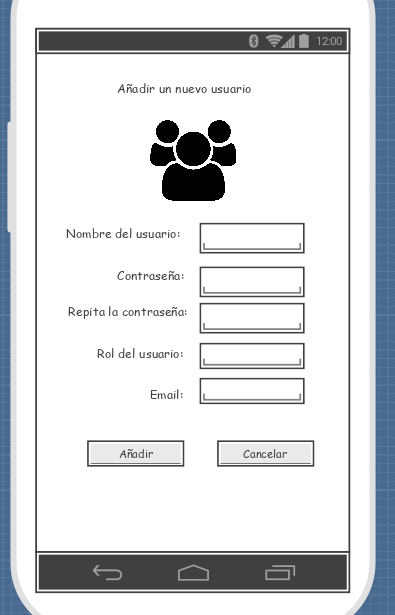 12:00
Añadir un nuevo usuario
Nombre del usuario:
Contraseña:
Repita la contraseña:
Rol del usuario:
Email:
Añadir
Cancelar